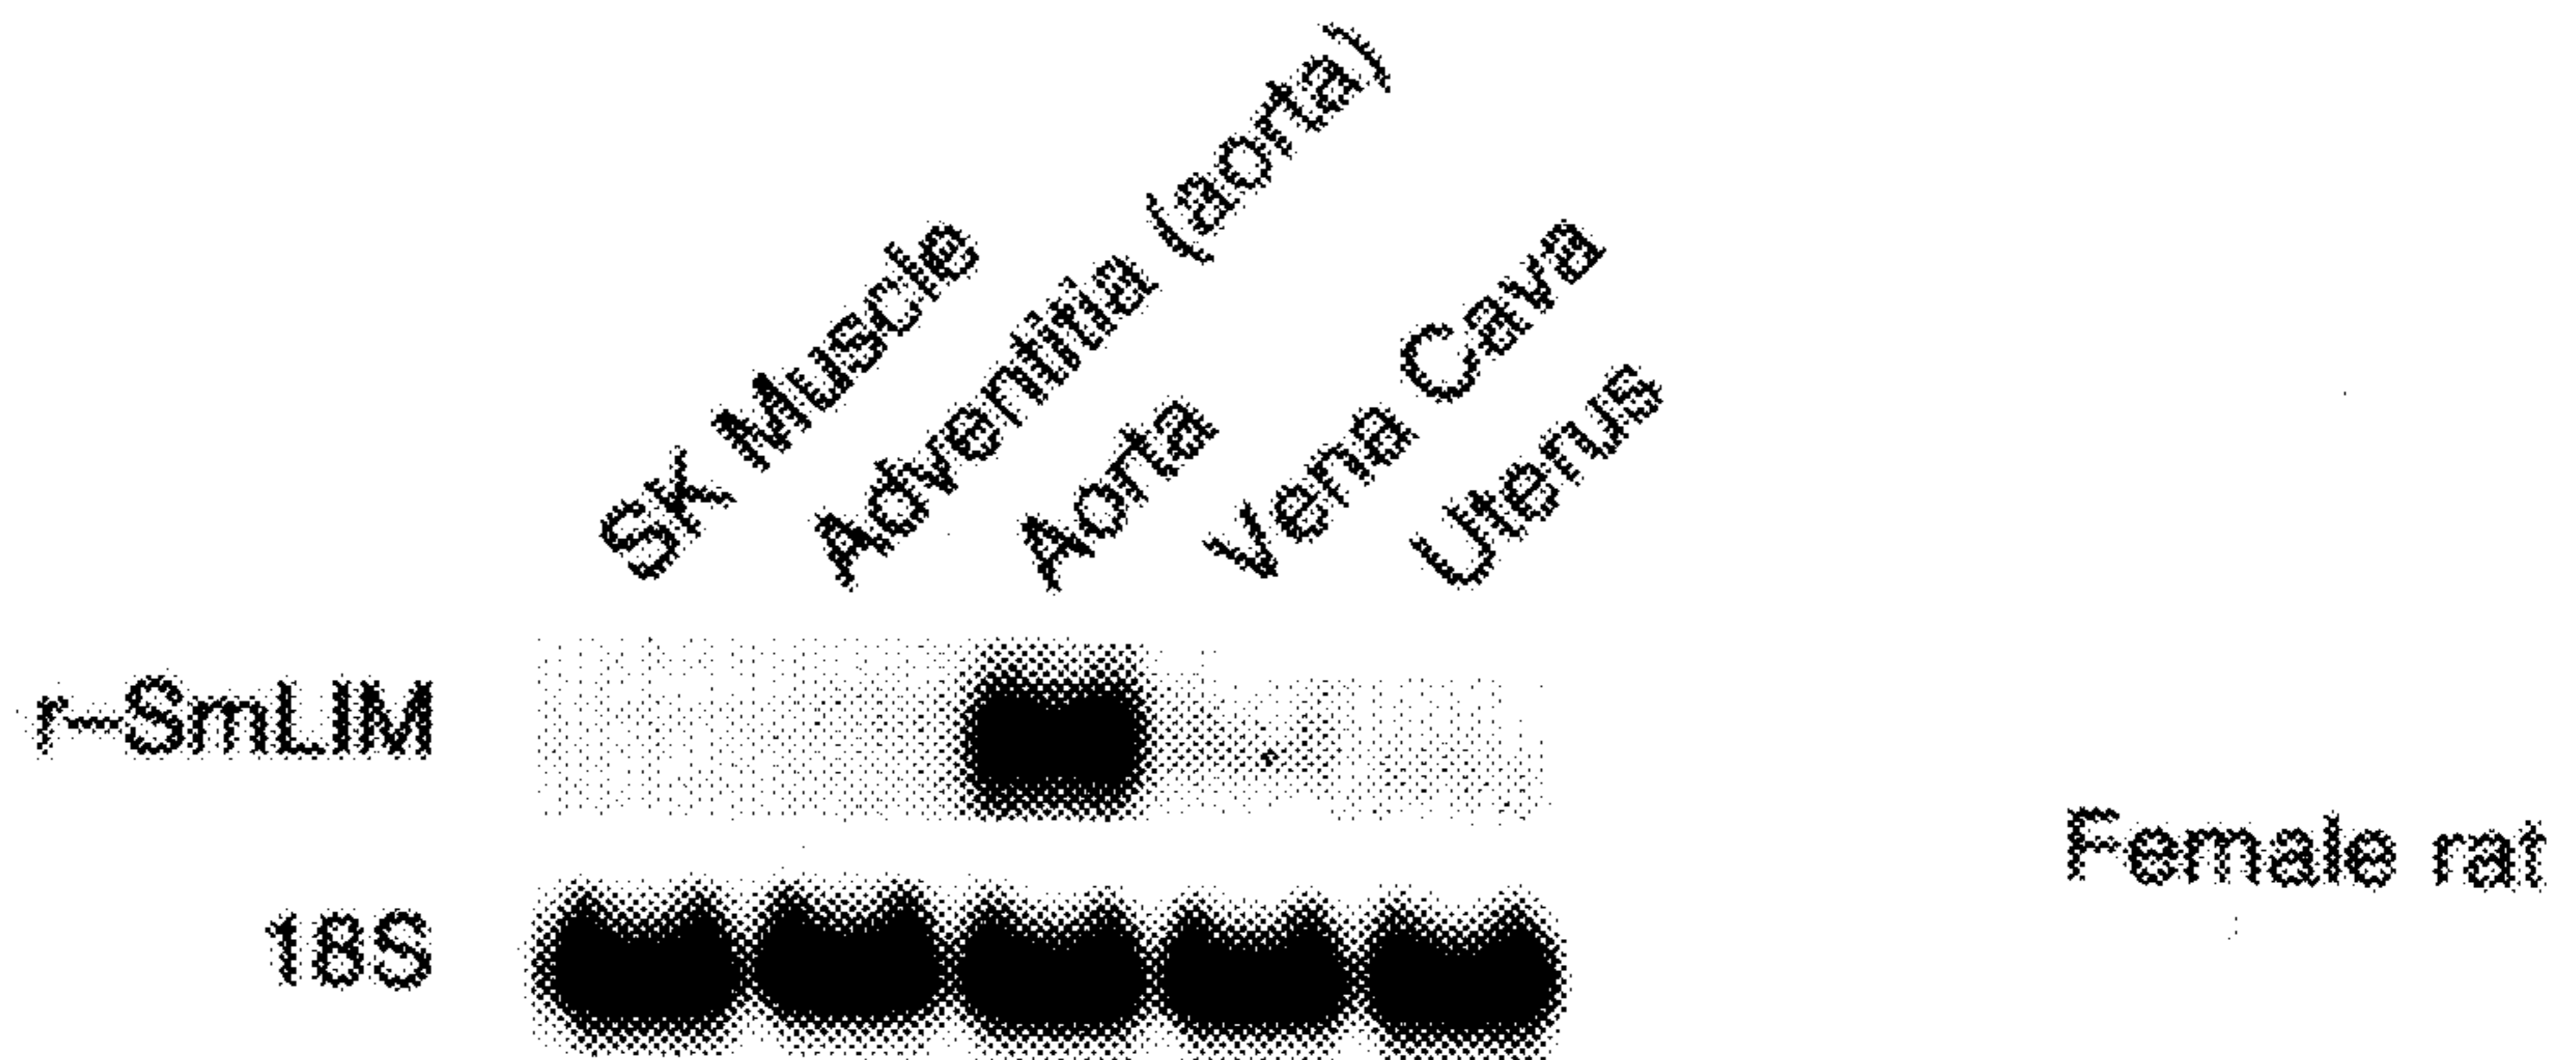 SK Muscle
Adventitia (aorta)
Aorta
Vena Cava
Uterus
r-SmLIM
18S
Female rat